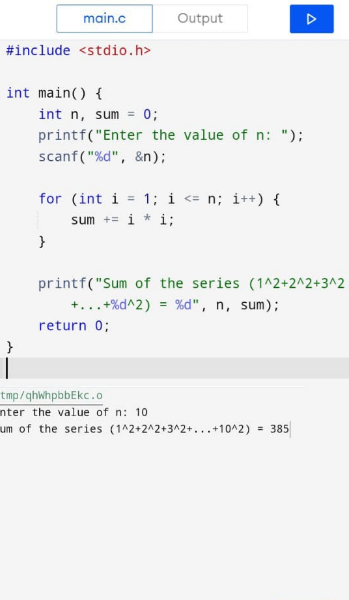 main.c Output
#include <stdio.h>
int main() {
int n, sum = 0;
printf("Enter the value of n: ");
scanf("%d", &n);
for (int i = 1; i <= n; i++) {
sum += i * i;
}
printf("Sum of the series (1^2+2^2+3^2
+...+%d^2) = %d", n, sum);
return 0;
}
tmp/qhWhpbbEkc.o
nter the value of n: 10
um of the series (1^2+2^2+3^2+...+10^2) = 385